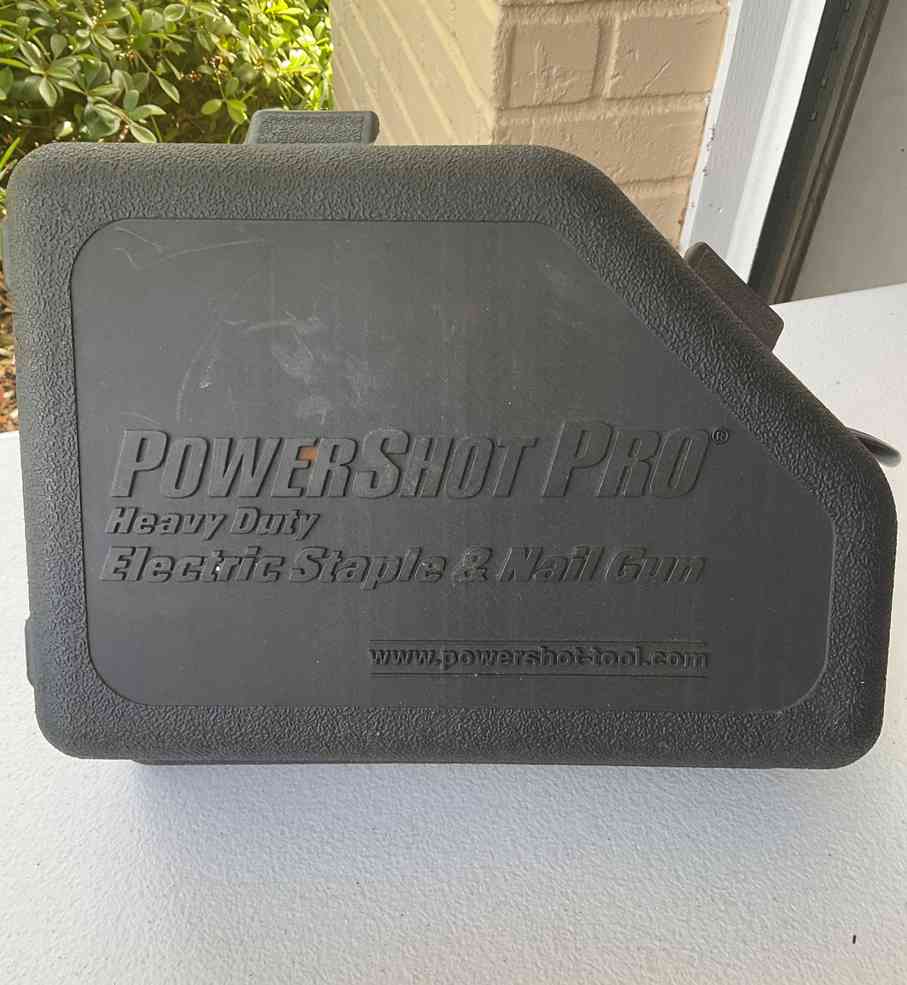 POWERSHOT PRO®
Heavy Duty
Electric Staple & Nail Gun
www.powershot-tool.com